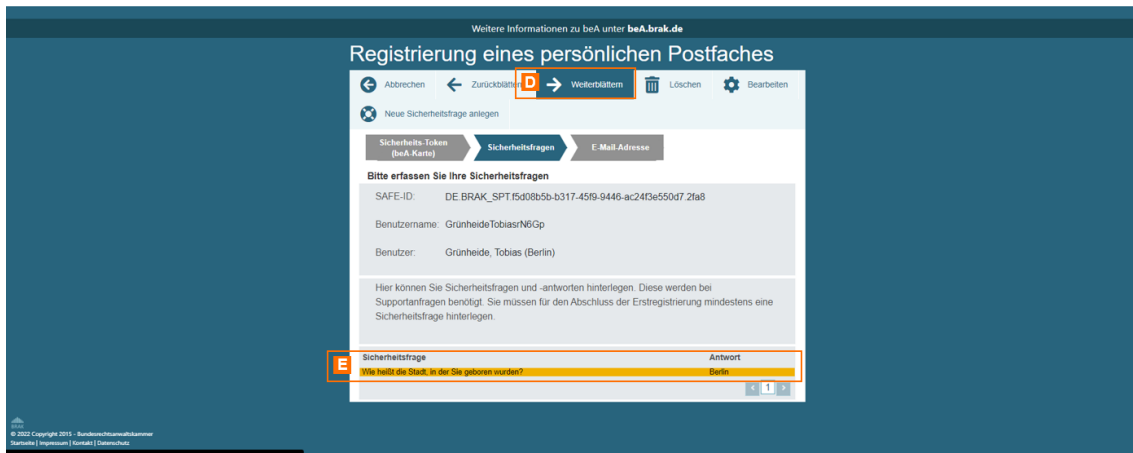 Weitere Informationen zu beA unter beA.brak.de
Registrierung eines persönlichen Postfaches
Abbrechen Zurückblättern D Weiterblättern Löschen Bearbeiten
Neue Sicherheitsfrage anlegen
Sicherheits-Token
(beA-Karte)
Sicherheitsfragen
E-Mail-Adresse
Bitte erfassen Sie Ihre Sicherheitsfragen
SAFE-ID: DE.BRAK_SPT.f5d08b5b-b317-45f9-9446-ac24f3e550d7.2fa8
Benutzername: GrünheideTobiasrN6Gp
Benutzer: Grünheide, Tobias (Berlin)
Hier können Sie Sicherheitsfragen und -antworten hinterlegen. Diese werden bei
Supportanfragen benötigt. Sie müssen für den Abschluss der Erstregistrierung mindestens eine
Sicherheitsfrage hinterlegen.
E
Sicherheitsfrage Antwort
Wie heißt die Stadt, in der Sie geboren wurden? Berlin
1
BRAK
© 2022 Copyright 2015 - Bundesrechtsanwaltskammer
Startseite | Impressum | Kontakt | Datenschutz